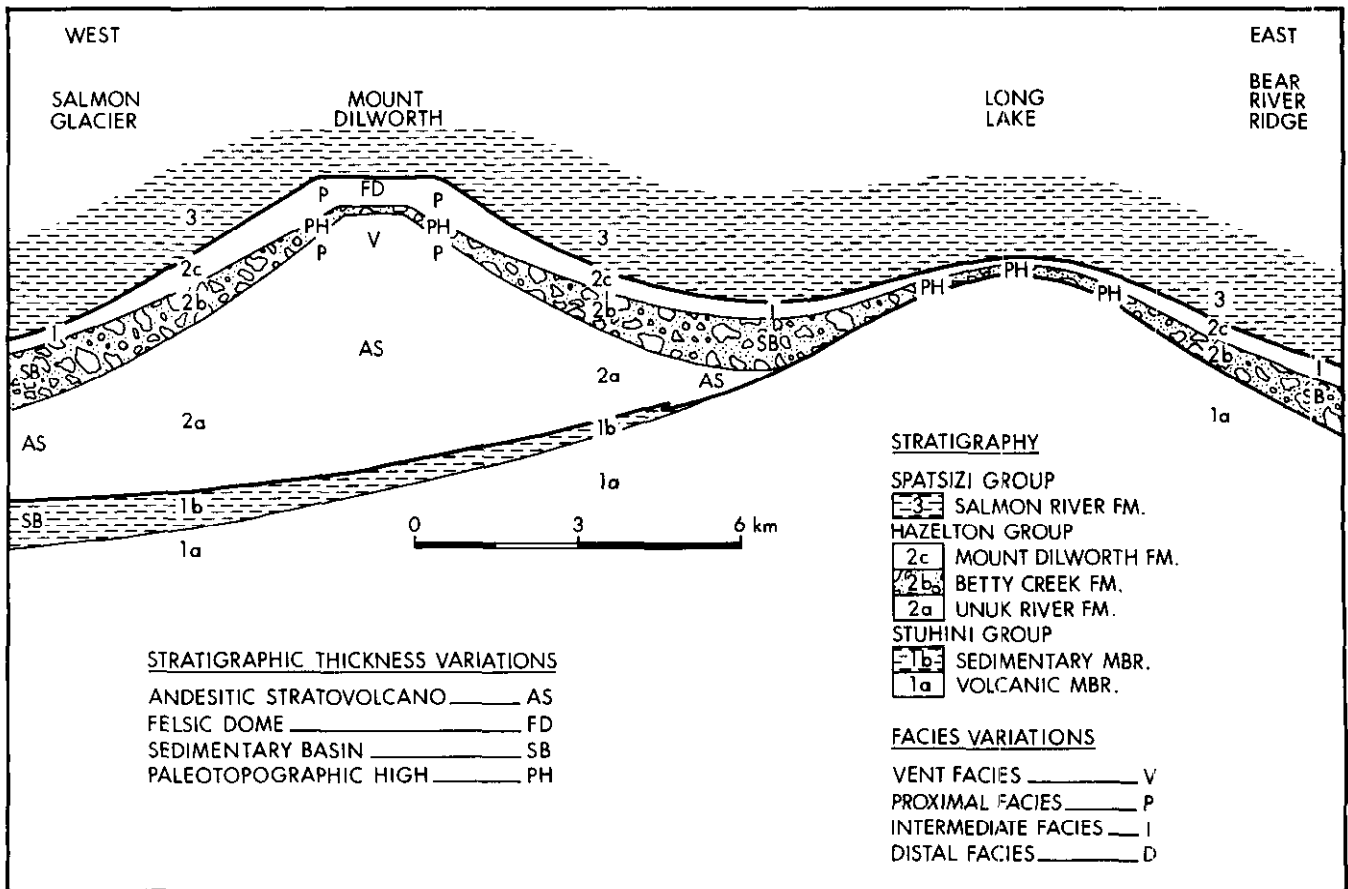 WEST
EAST
SALMON
GLACIER
MOUNT
DILWORTH
LONG
LAKE
BEAR
RIVER
RIDGE
P FD P
3 PH V PH 3
P P
2c 2c
2b 2b
PH PH PH
3
I I 2c
SB AS SB 2b I
2a AS SB
AS 2a 1b 1a
SB 1b 1a
1a
0 3 6 km
STRATIGRAPHY
SPATSIZI GROUP
3 SALMON RIVER FM.
HAZELTON GROUP
2c MOUNT DILWORTH FM.
2b BETTY CREEK FM.
2a UNUK RIVER FM.
STUHINI GROUP
1b SEDIMENTARY MBR.
1a VOLCANIC MBR.
STRATIGRAPHIC THICKNESS VARIATIONS
ANDESITIC STRATOVOLCANO AS
FELSIC DOME FD
SEDIMENTARY BASIN SB
PALEOTOPOGRAPHIC HIGH PH
FACIES VARIATIONS
VENT FACIES V
PROXIMAL FACIES P
INTERMEDIATE FACIES I
DISTAL FACIES D